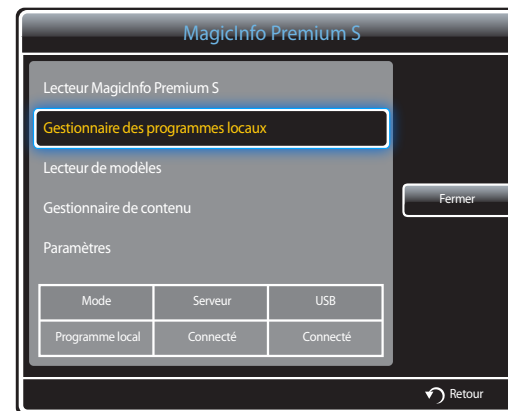 MagicInfo Premium S
Lecteur MagicInfo Premium S
Gestionnaire des programmes locaux
Lecteur de modèles
Gestionnaire de contenu
Paramètres
Fermer
Mode Serveur USB
Programme local Connecté Connecté
Retour